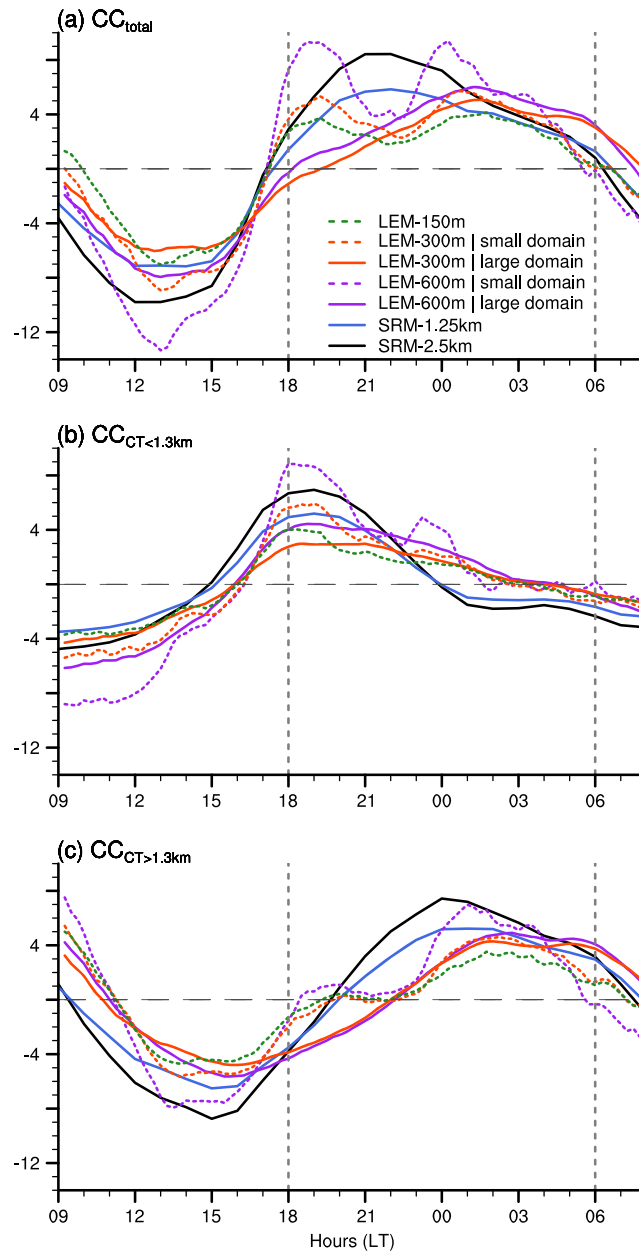 (a) CCtotal
4
-4
-12
LEM-150m
LEM-300m | small domain
LEM-300m | large domain
LEM-600m | small domain
LEM-600m | large domain
SRM-1.25km
SRM-2.5km
09 12 15 18 21 00 03 06
(b) CCCT<1.3km
4
-4
-12
09 12 15 18 21 00 03 06
(c) CCCT>1.3km
4
-4
-12
09 12 15 18 21 00 03 06
Hours (LT)